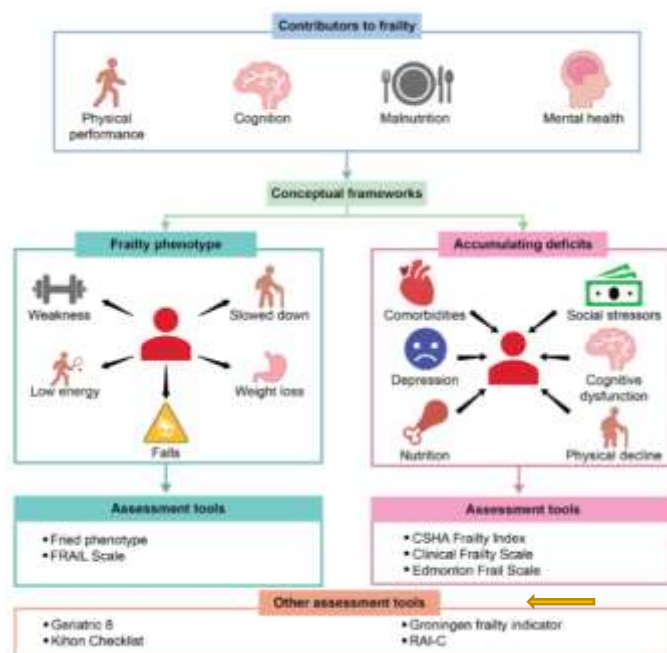 Contributors to frailty
Physical
performance
Cognition
Malnutrition
Mental health
Conceptual frameworks
Frailty phenotype
Weakness
Slowed down
Low energy
Weight loss
Falls
Accumulating deficits
Comorbidities
Social stressors
Depression
Cognitive
dysfunction
Nutrition
Physical decline
Assessment tools
• Fried phenotype
• FRAIL Scale
Assessment tools
• CSHA Frailty Index
• Clinical Frailty Scale
• Edmonton Frail Scale
Other assessment tools
• Geriatric 8
• Kihon Checklist
• Groningen frailty indicator
• RAI-C